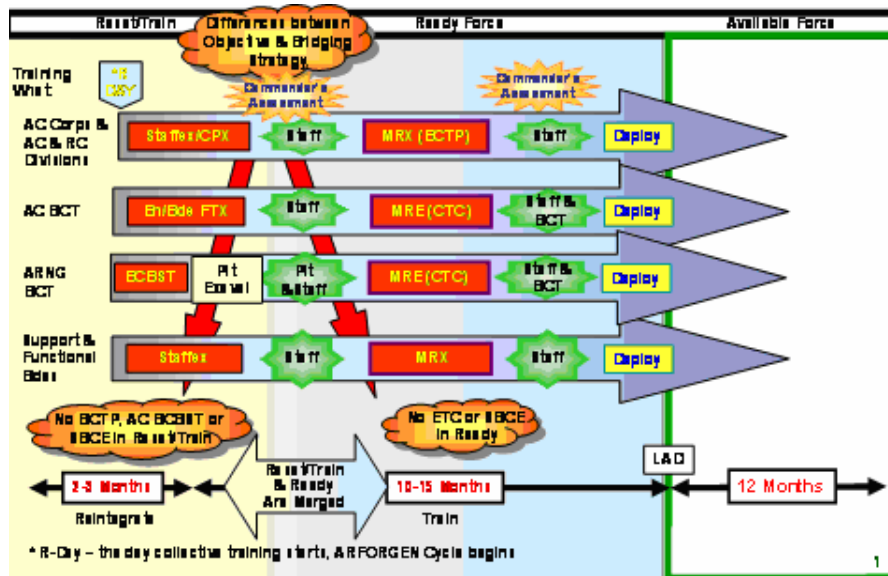 Reset/Train
Ready Force
Available Force
Differences between
Objective & Bridging
Strategy
Training
What
Commander's
Assessment
Commander's
Assessment
AC Corps &
AC & RC
Divisions
Staffex/CPX
Staff
MRX
Staff
Deploy
AC BCT
Bn/Bde FTX
Staff
MRE(CTC)
Staff &
BCT
Deploy
ARNG
BCT
Plt
Plt
& Staff
MRE(CTC)
Staff &
BCT
Deploy
Support &
Functional
Bdes
Staffex
Staff
MRX
Staff
Deploy
No BCTP, AC BCBST or
in Reset/Train
No ETC or
in Ready
LAD
Reset/Train
& Ready
Are Merged
Months
10-15 Months
12 Months
Reintegrate
Train
* R-Day – the day collective training starts, ARFORGEN Cycle begins
1